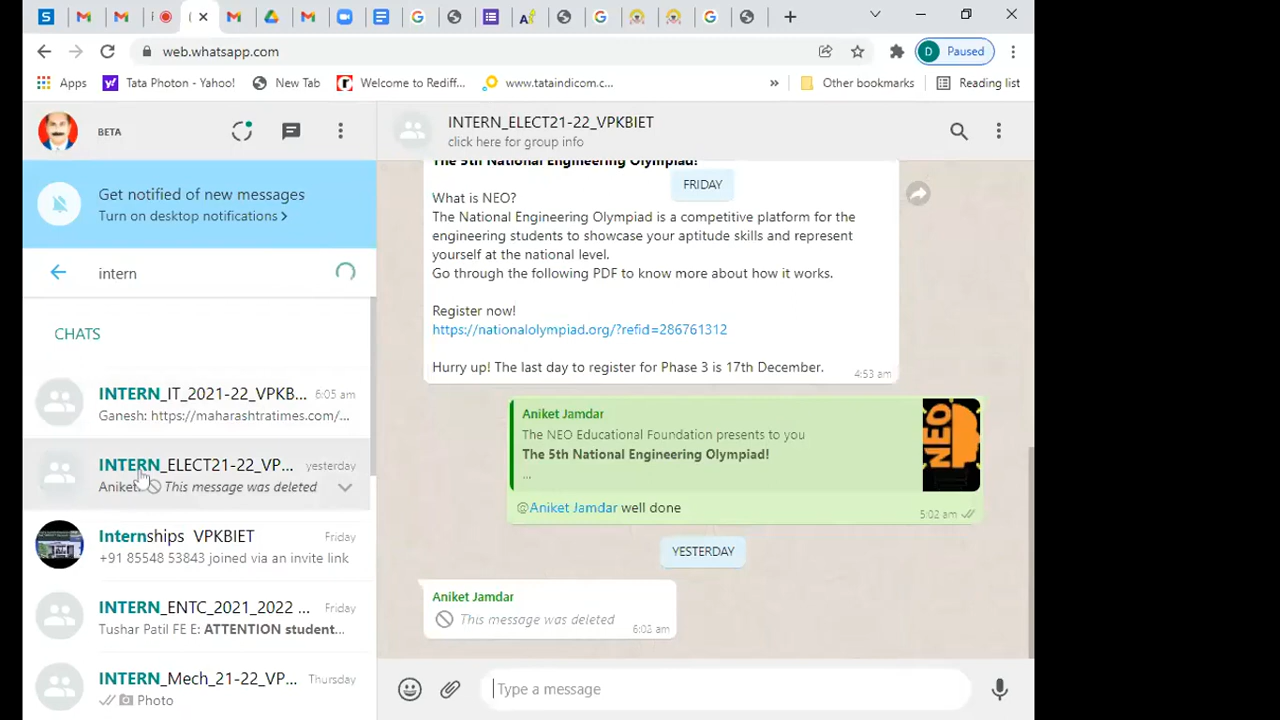 Paused
web.whatsapp.com
Apps
Tata Photon - Yahoo!
New Tab
Welcome to Rediff...
www.tataindicom.c...
»
Other bookmarks
Reading list
BETA
Get notified of new messages
Turn on desktop notifications >
intern
CHATS
INTERN_IT_2021-22_VPKB... 6:05 am
Ganesh: https://maharashtratimes.com/...
INTERN_ELECT21-22_VP... yesterday
Aniket: This message was deleted
Internships VPKBIET Friday
+91 85548 53843 joined via an invite link
INTERN_ENTC_2021_2022 ... Friday
Tushar Patil FE E: ATTENTION student...
INTERN_Mech_21-22_VP... Thursday
Photo
INTERN_ELECT21-22_VPKBIET
click here for group info
The 5th National Engineering Olympiad!
FRIDAY
What is NEO?
The National Engineering Olympiad is a competitive platform for the
engineering students to showcase your aptitude skills and represent
yourself at the national level.
Go through the following PDF to know more about how it works.
Register now!
https://nationalolympiad.org/?refid=286761312
Hurry up! The last day to register for Phase 3 is 17th December.
4:53 am
Aniket Jamdar
The NEO Educational Foundation presents to you
The 5th National Engineering Olympiad!
...
NEO
@Aniket Jamdar well done
5:02 am
YESTERDAY
Aniket Jamdar
This message was deleted
6:02 am
Type a message